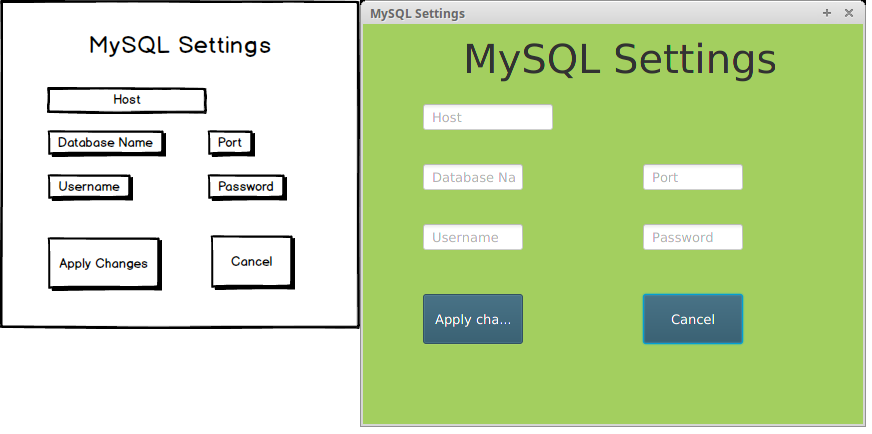 MySQL Settings
Host
Database Name
Port
Username
Password
Apply Changes
Cancel
MySQL Settings
MySQL Settings
Host
Database Na
Port
Username
Password
Apply cha...
Cancel